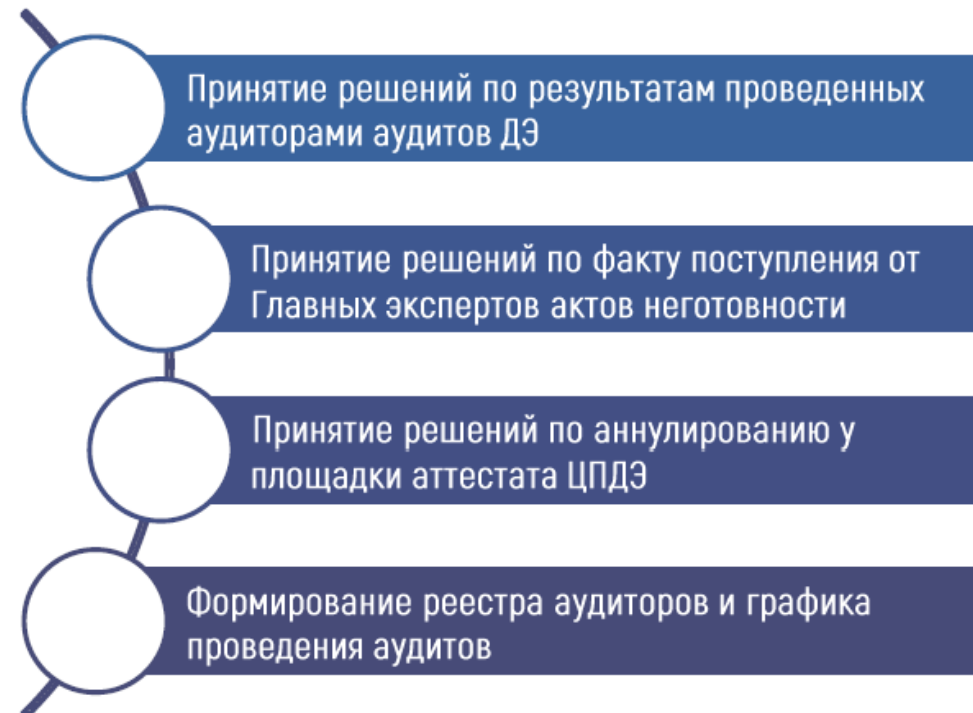 Принятие решений по результатам проведенных
аудиторами аудитов ДЭ
Принятие решений по факту поступления от
Главных экспертов актов неготовности
Принятие решений по аннулированию у
площадки аттестата ЦПДЭ
Формирование реестра аудиторов и графика
проведения аудитов